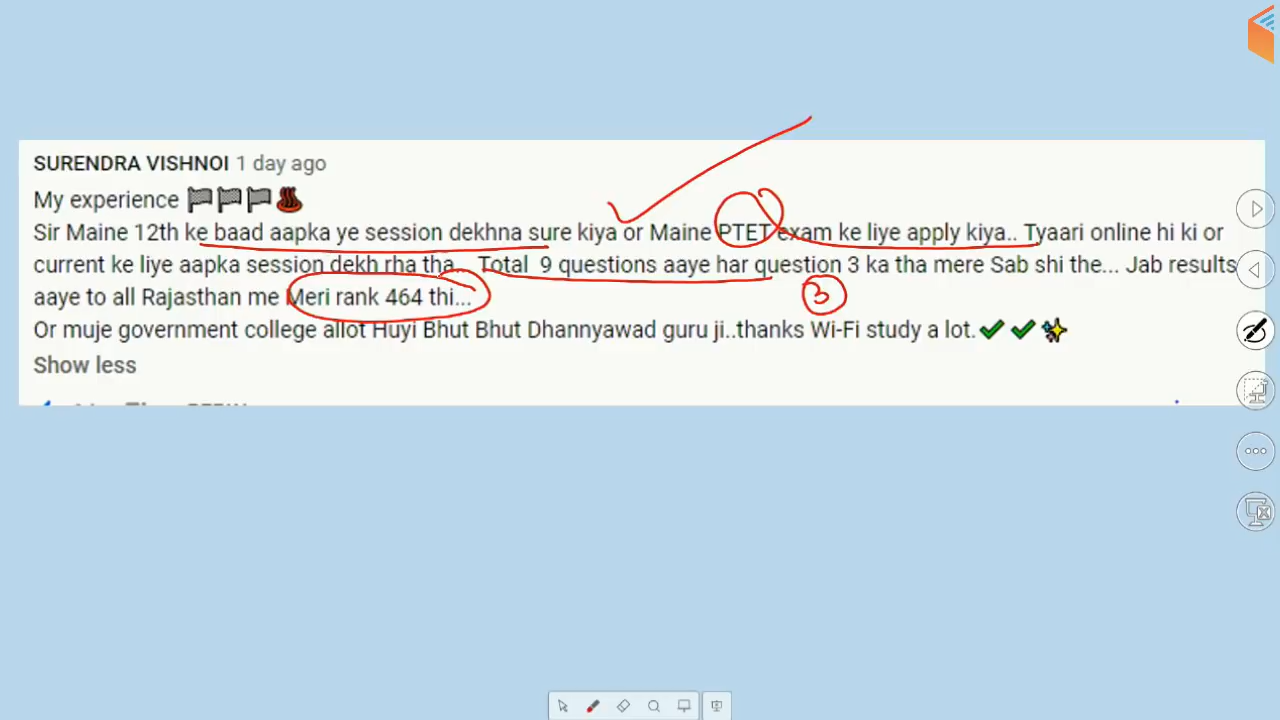 SURENDRA VISHNOI 1 day ago
My experience
Sir Maine 12th ke baad aapka ye session dekhna sure kiya or Maine PTET exam ke liye apply kiya.. Tyaari online hi ki or
current ke liye aapka session dekh rha tha.. Total 9 questions aaye har question 3 ka tha mere Sab shi the... Jab results
aaye to all Rajasthan me Meri rank 464 thi...
3
Or muje government college allot Huyi Bhut Bhut Dhannyawad guru ji..thanks Wi-Fi study a lot.
Show less